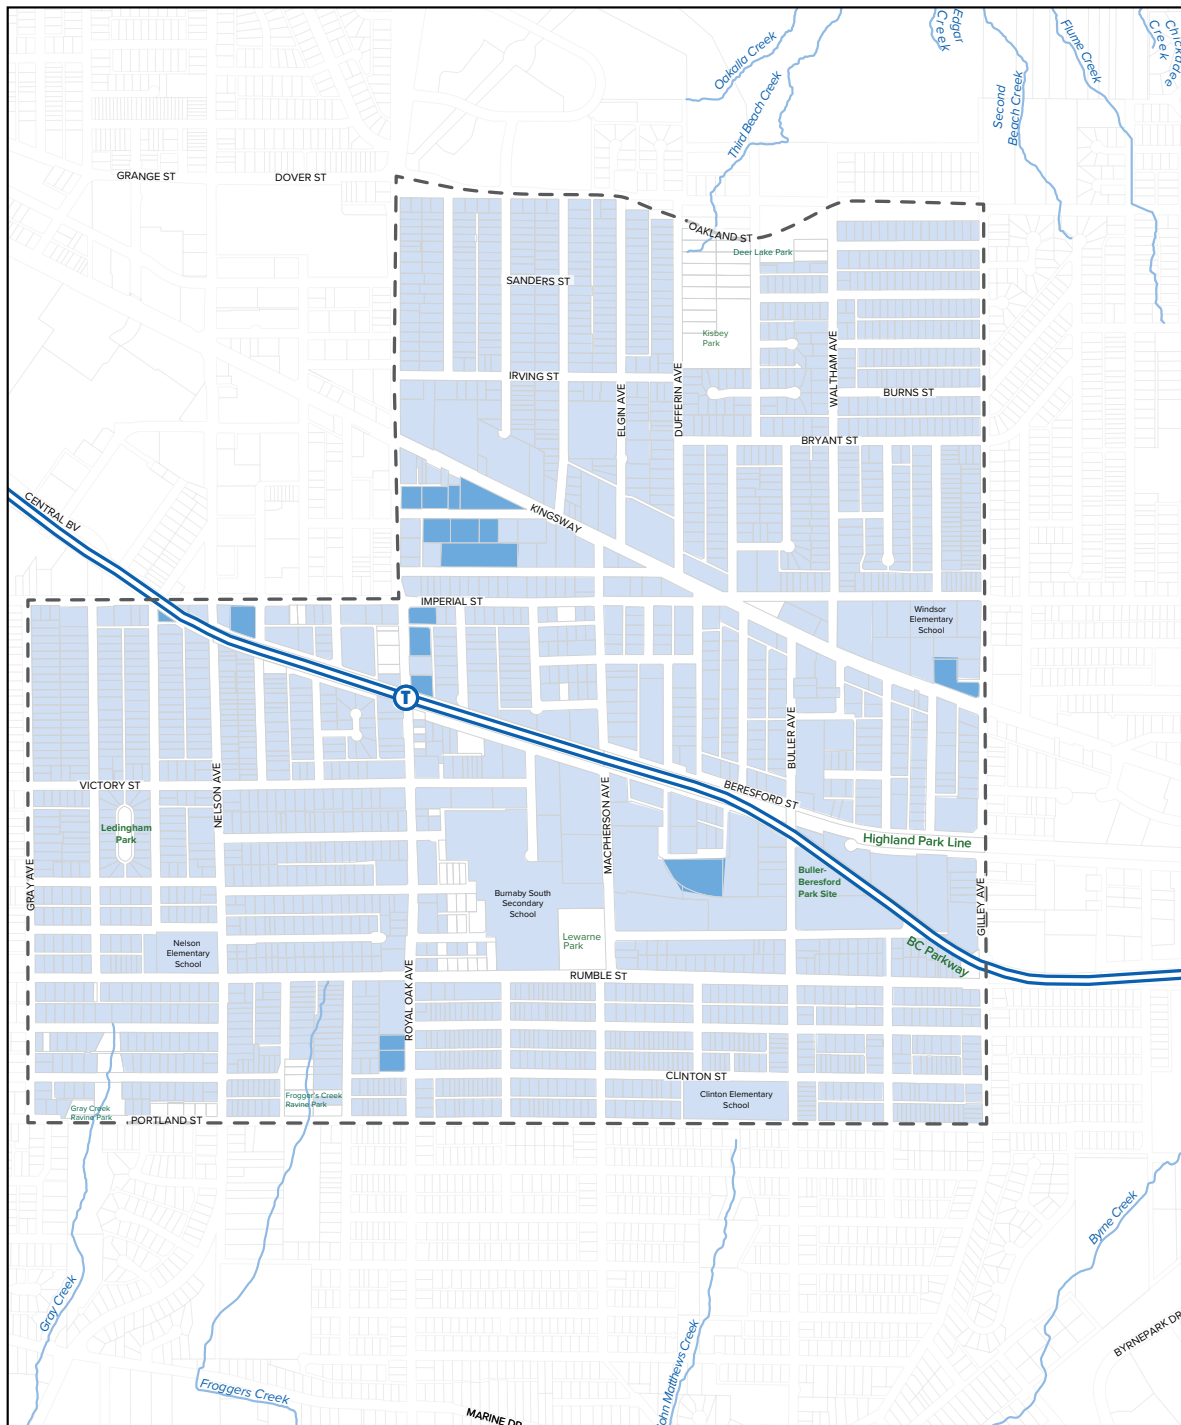 Oakalla Creek
Third Beach Creek
Edgar
Creek
Second
Beach Creek
Flume Creek
Chickadee
Creek
GRANGE ST
DOVER ST
OAKLAND ST
Deer Lake Park
SANDERS ST
Kisbey
Park
WALTHAM AVE
IRVING ST
ELGIN AVE
DUFFERIN AVE
BURNS ST
BRYANT ST
CENTRAL BV
KINGSWAY
IMPERIAL ST
Windsor
Elementary
School
T
BULLER AVE
VICTORY ST
NELSON AVE
BERESFORD ST
MACPHERSON AVE
Ledingham
Park
Highland Park Line
GRAY AVE
Buller-
Beresford
Park Site
GILLEY AVE
Burnaby South
Secondary
School
Nelson
Elementary
School
Lewarne
Park
BC Parkway
ROYAL OAK AVE
RUMBLE ST
CLINTON ST
Clinton Elementary
School
Gray Creek
Ravine Park
Frogger's Creek
Ravine Park
PORTLAND ST
Byrne Creek
Gray Creek
John Matthews Creek
BYRNEPARK DR
Froggers Creek
MARINE DR